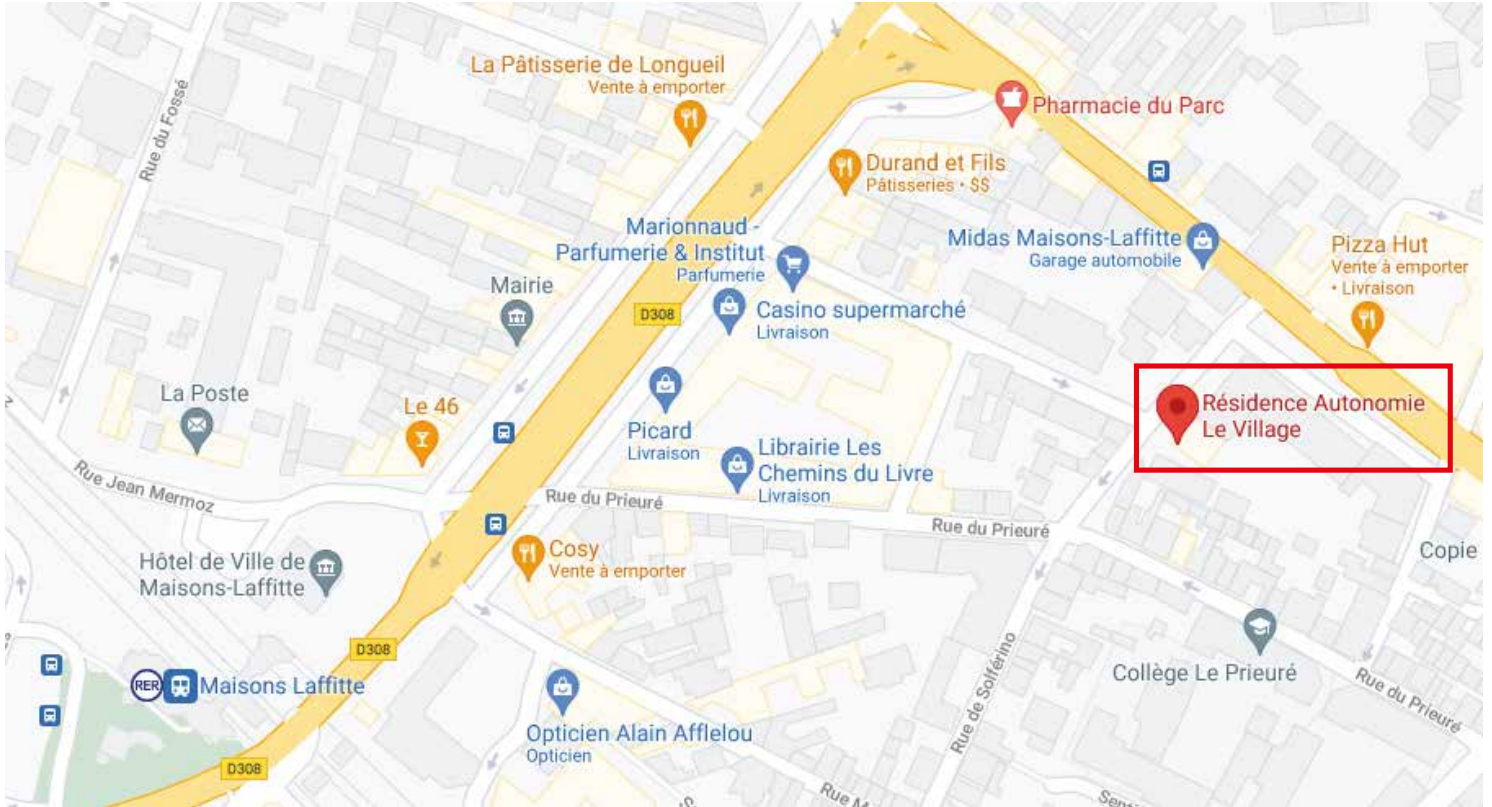 La Pâtisserie de Longueil
Vente à emporter
Rue du Fossé
Pharmacie du Parc
Durand et Fils
Pâtisseries • $$
Marionnaud -
Parfumerie & Institut
Parfumerie
Midas Maisons-Laffitte
Garage automobile
Pizza Hut
Vente à emporter
• Livraison
Mairie
D308
Casino supermarché
Livraison
La Poste
Le 46
Picard
Livraison
Résidence Autonomie
Le Village
Librairie Les
Chemins du Livre
Livraison
Rue Jean Mermoz
Rue du Prieuré
Rue du Prieuré
Copie
Hôtel de Ville de
Maisons-Laffitte
Cosy
Vente à emporter
D308
RER
Maisons Laffitte
Collège Le Prieuré
Rue de Solférino
Rue du Prieuré
Opticien Alain Afflelou
Opticien
D308
Rue M